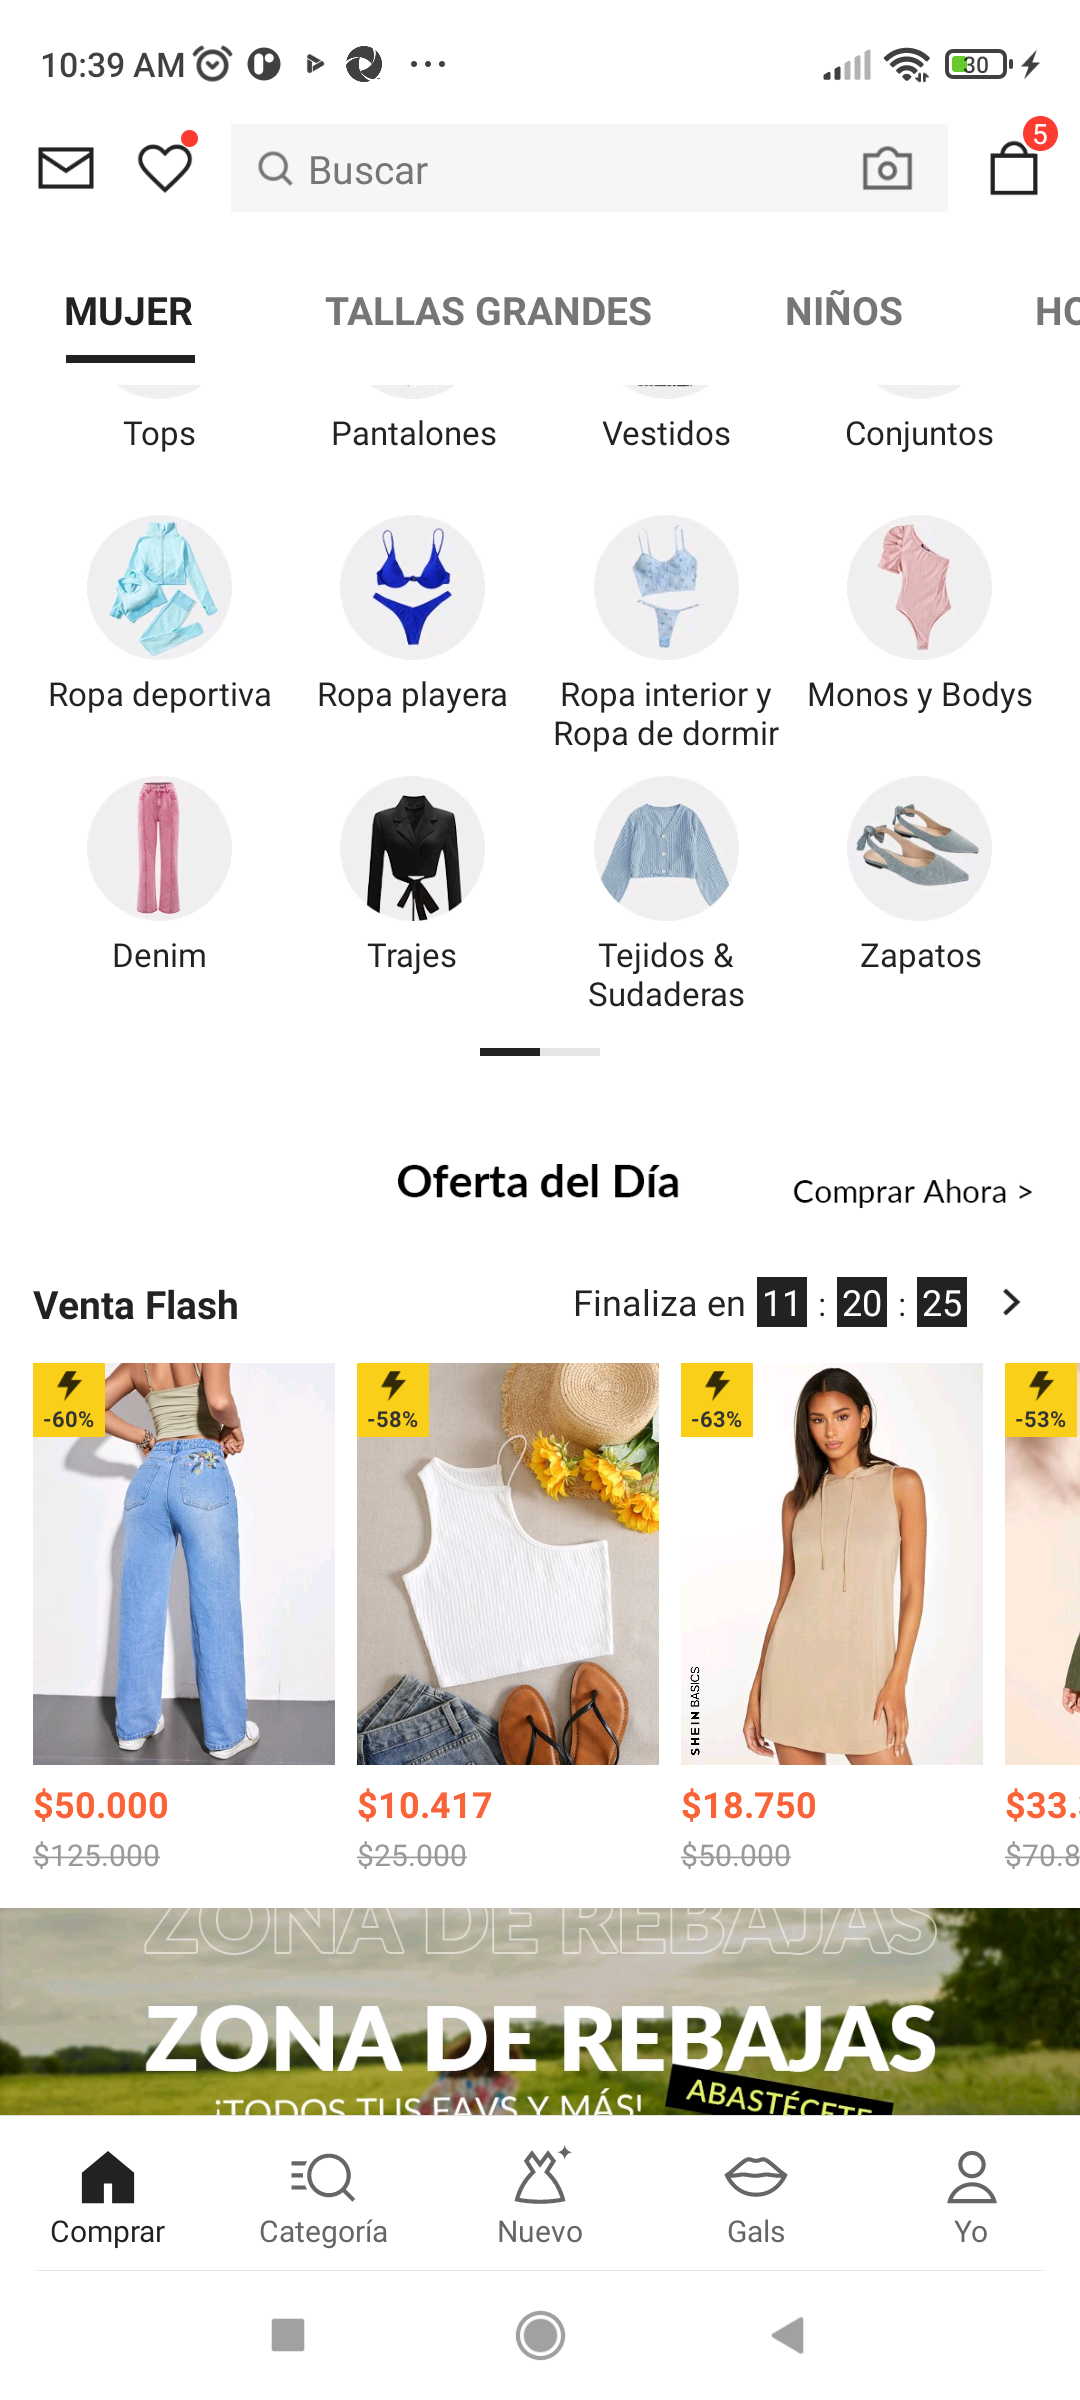 10:39 AM
30
Buscar
5
MUJER
TALLAS GRANDES
NIÑOS
Tops
Pantalones
Vestidos
Conjuntos
Ropa deportiva
Ropa playera
Ropa interior y
Ropa de dormir
Monos y Bodys
Denim
Trajes
Tejidos &
Sudaderas
Zapatos
Oferta del Día
Comprar Ahora >
Venta Flash
Finaliza en 11 : 20 : 25
-60%
-58%
-63%
-53%
SHEIN BASICS
$50.000
$10.417
$18.750
$33.
$125.000
$25.000
$50.000
$70.8
ZONA DE REBAJAS
ZONA DE REBAJAS
¡TODOS TUS FAVS Y MÁS!
ABASTÉCETE
Comprar
Categoría
Nuevo
Gals
Yo